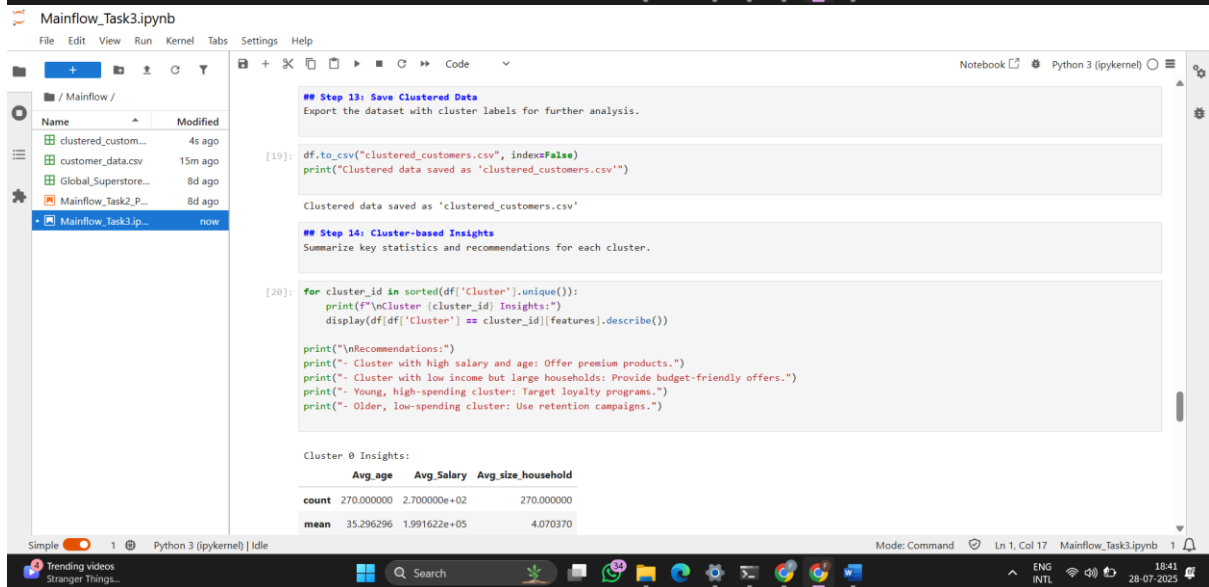 Mainflow_Task3.ipynb
File Edit View Run Kernel Tabs Settings Help
+ Code Notebook Python 3 (ipykernel)
/ Mainflow /
Name Modified
clustered_custom... 4s ago
customer_data.csv 15m ago
Global_Superstore... 8d ago
Mainflow_Task2_P... 8d ago
Mainflow_Task3.ip... now
## Step 13: Save Clustered Data
Export the dataset with cluster labels for further analysis.
[19]: df.to_csv("clustered_customers.csv", index=False)
print("Clustered data saved as 'clustered_customers.csv'")
Clustered data saved as 'clustered_customers.csv'
## Step 14: Cluster-based Insights
Summarize key statistics and recommendations for each cluster.
[20]: for cluster_id in sorted(df['Cluster'].unique()):
print(f"\nCluster {cluster_id} Insights:")
display(df[df['Cluster'] == cluster_id][features].describe())
print("\nRecommendations:")
print("- Cluster with high salary and age: Offer premium products.")
print("- Cluster with low income but large households: Provide budget-friendly offers.")
print("- Young, high-spending cluster: Target loyalty programs.")
print("- Older, low-spending cluster: Use retention campaigns.")
Cluster 0 Insights:
Avg_age Avg_Salary Avg_size_household
count 270.000000 2.700000e+02 270.000000
mean 35.296296 1.991622e+05 4.070370
Simple 1 Python 3 (ipykernel) | Idle Mode: Command Ln 1, Col 17 Mainflow_Task3.ipynb 1
4 Trending videos
Stranger Things...
Search
34
ENG
INTL
18:41
28-07-2025